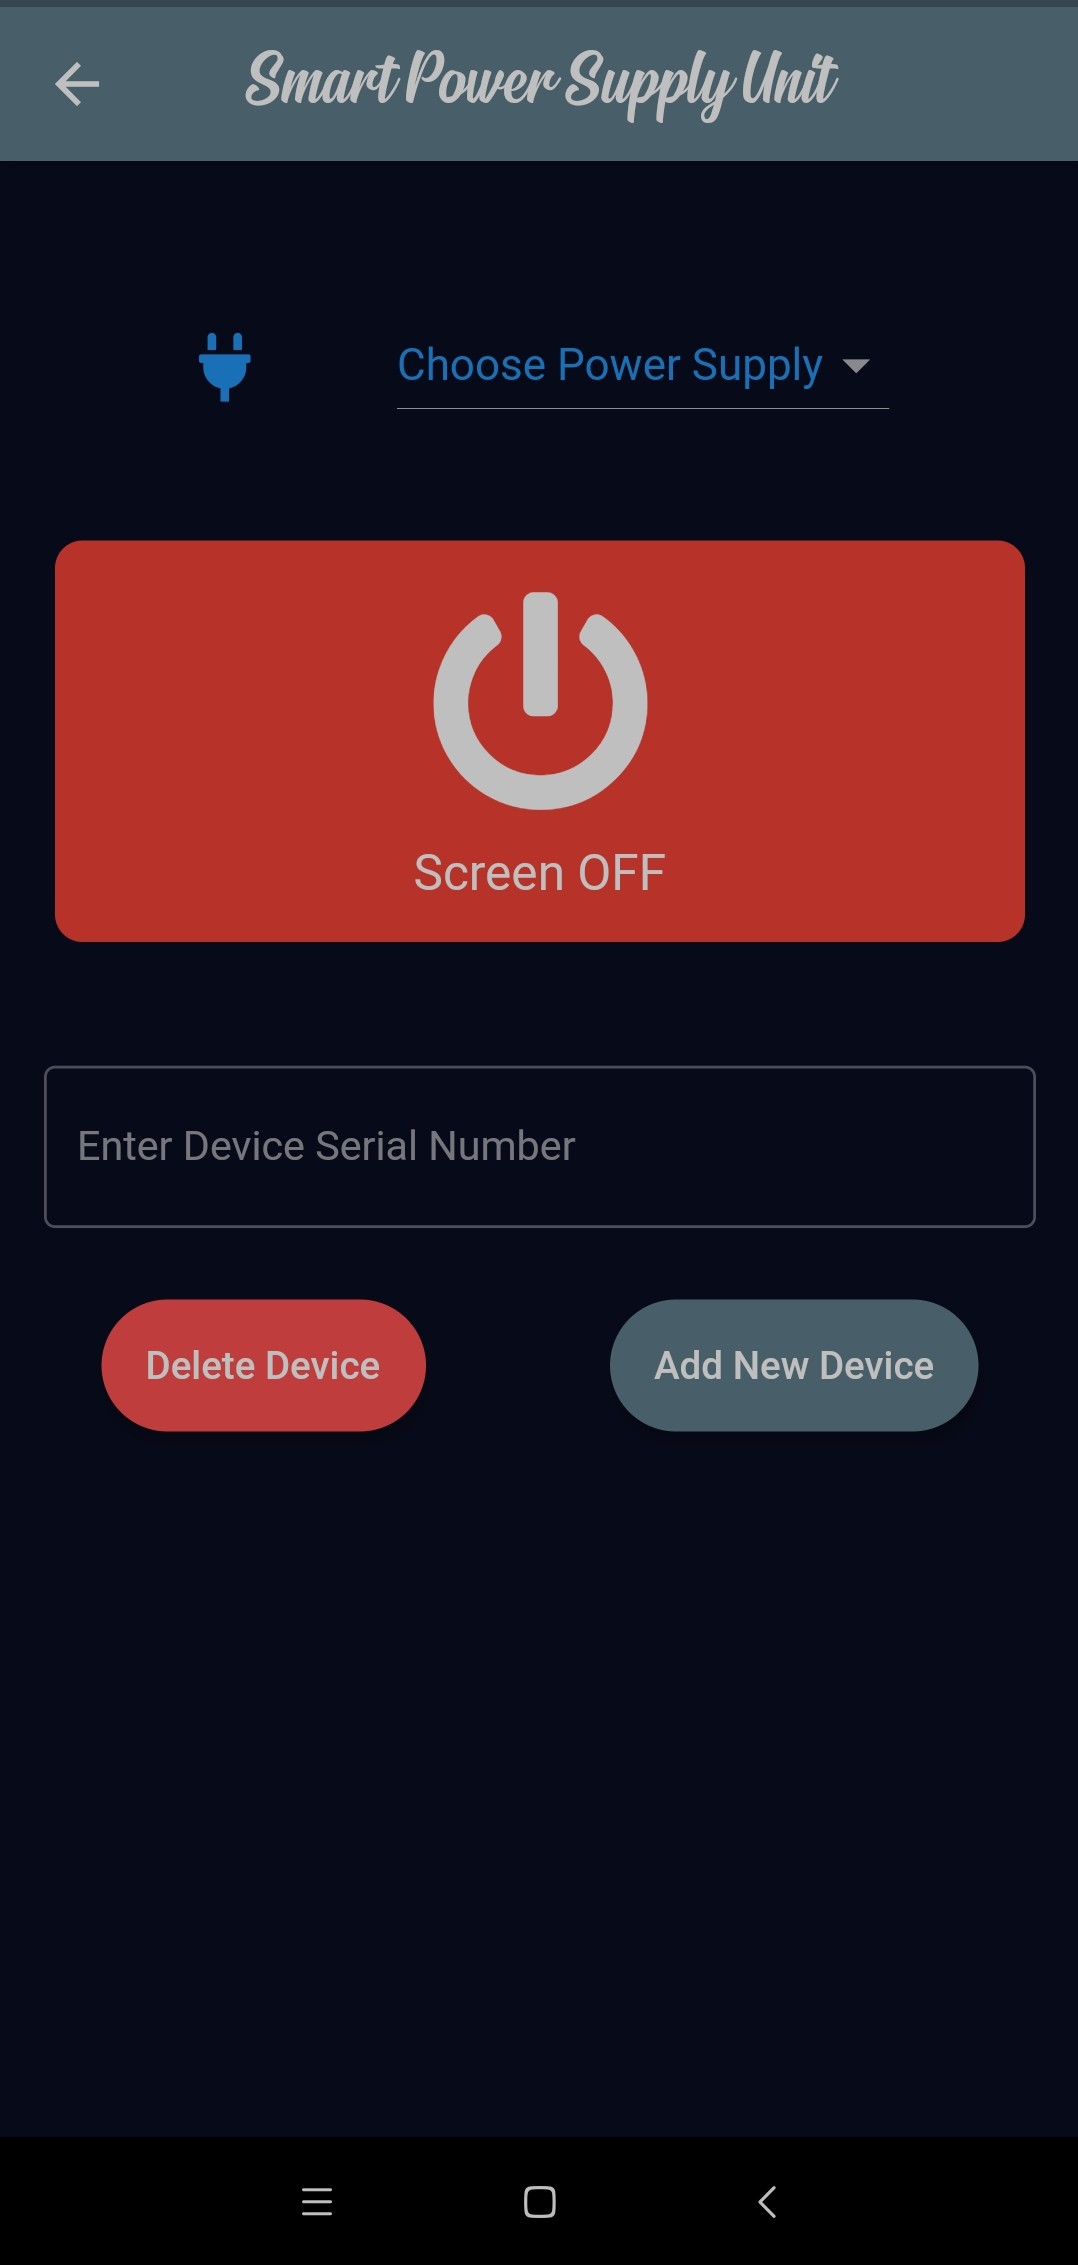 Smart Power Supply Unit
Choose Power Supply
Screen OFF
Enter Device Serial Number
Delete Device
Add New Device